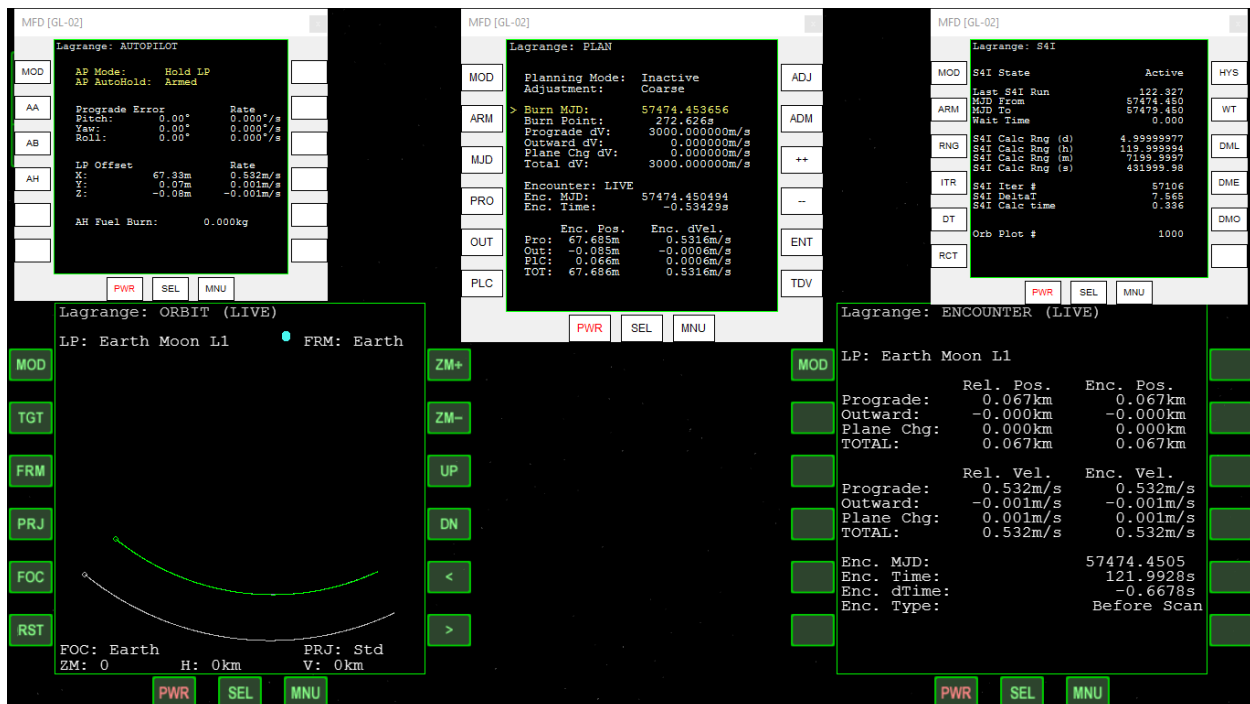 MFD [GL-02]
Lagrange: AUTOPILOT
MOD
AA
AB
AH
AP Mode: Hold LP
AP AutoHold: Armed
Prograde Error Rate
Pitch: 0.00° 0.000°/s
Yaw: 0.00° 0.000°/s
Roll: 0.00° 0.000°/s
LP Offset Rate
X: 67.33m 0.532m/s
Y: 0.07m 0.001m/s
Z: -0.08m -0.001m/s
AH Fuel Burn: 0.000kg
PWR SEL MNU
MFD [GL-02]
Lagrange: PLAN
MOD
ARM
MJD
PRO
OUT
PLC
Planning Mode: Inactive
Adjustment: Coarse
> Burn MJD: 57474.453656
Burn Point: 272.626s
Prograde dV: 3000.000000m/s
Outward dV: 0.000000m/s
Plane Chg dV: 0.000000m/s
Total dV: 3000.000000m/s
Encounter: LIVE
Enc. MJD: 57474.450494
Enc. Time: -0.53429s
Enc. Pos. Enc. dVel.
Pro: 67.685m 0.5316m/s
Out: -0.085m -0.0006m/s
PlC: 0.066m 0.0006m/s
TOT: 67.686m 0.5316m/s
ADJ
ADM
++
--
ENT
TDV
PWR SEL MNU
MFD [GL-02]
Lagrange: S4I
MOD
ARM
RNG
ITR
DT
RCT
S4I State Active
Last S4I Run 122.327
MJD From 57474.450
MJD To 57479.450
Wait Time 0.000
S4I Calc Rng (d) 4.99999977
S4I Calc Rng (h) 119.999994
S4I Calc Rng (m) 7199.9997
S4I Calc Rng (s) 431999.98
S4I Iter # 57106
S4I DeltaT 7.565
S4I Calc time 0.336
Orb Plot # 1000
HYS
WT
DML
DME
DMO
PWR SEL MNU
Lagrange: ORBIT (LIVE)
LP: Earth Moon L1 FRM: Earth
MOD
TGT
FRM
PRJ
FOC
RST
ZM+
ZM-
UP
DN
<
>
FOC: Earth PRJ: Std
ZM: 0 H: 0km V: 0km
PWR SEL MNU
Lagrange: ENCOUNTER (LIVE)
MOD
LP: Earth Moon L1
Rel. Pos. Enc. Pos.
Prograde: 0.067km 0.067km
Outward: -0.000km -0.000km
Plane Chg: 0.000km 0.000km
TOTAL: 0.067km 0.067km
Rel. Vel. Enc. Vel.
Prograde: 0.532m/s 0.532m/s
Outward: -0.001m/s -0.001m/s
Plane Chg: 0.001m/s 0.001m/s
TOTAL: 0.532m/s 0.532m/s
Enc. MJD: 57474.4505
Enc. Time: 121.9928s
Enc. dTime: -0.6678s
Enc. Type: Before Scan
PWR SEL MNU